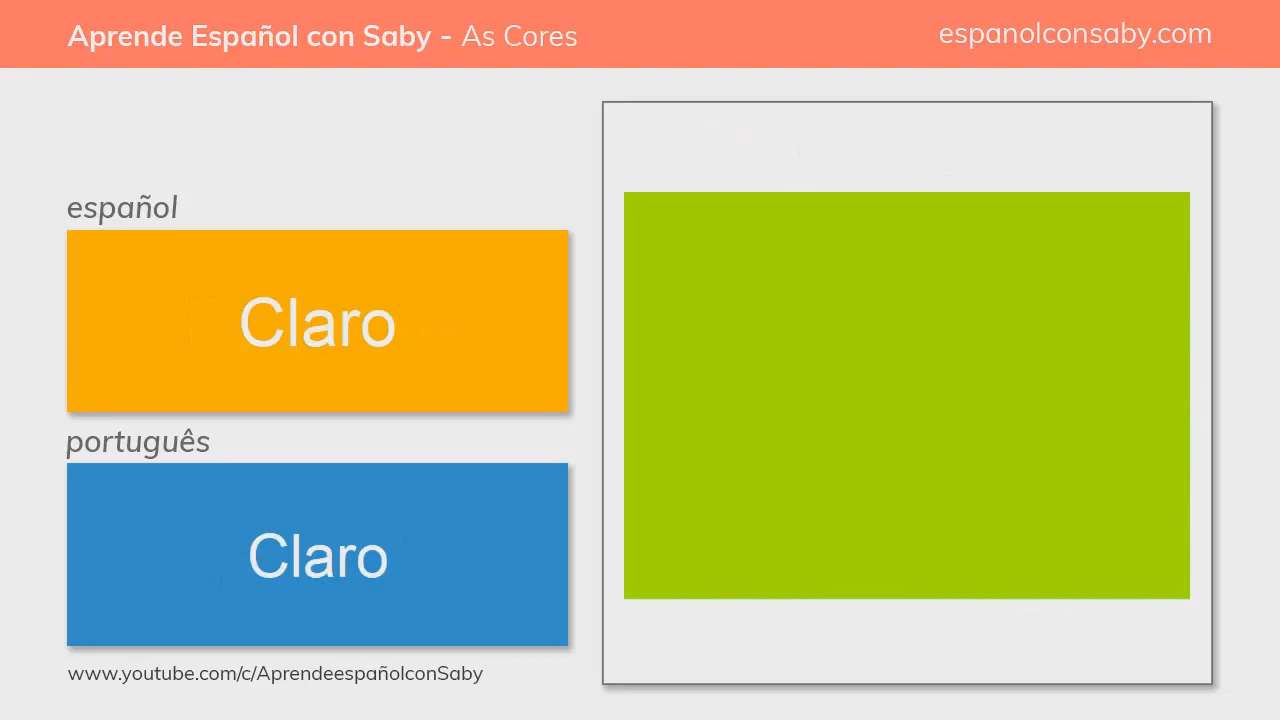 Aprende Español con Saby - As Cores
espanolconsaby.com
español
Claro
português
Claro
www.youtube.com/c/AprendeespañolconSaby